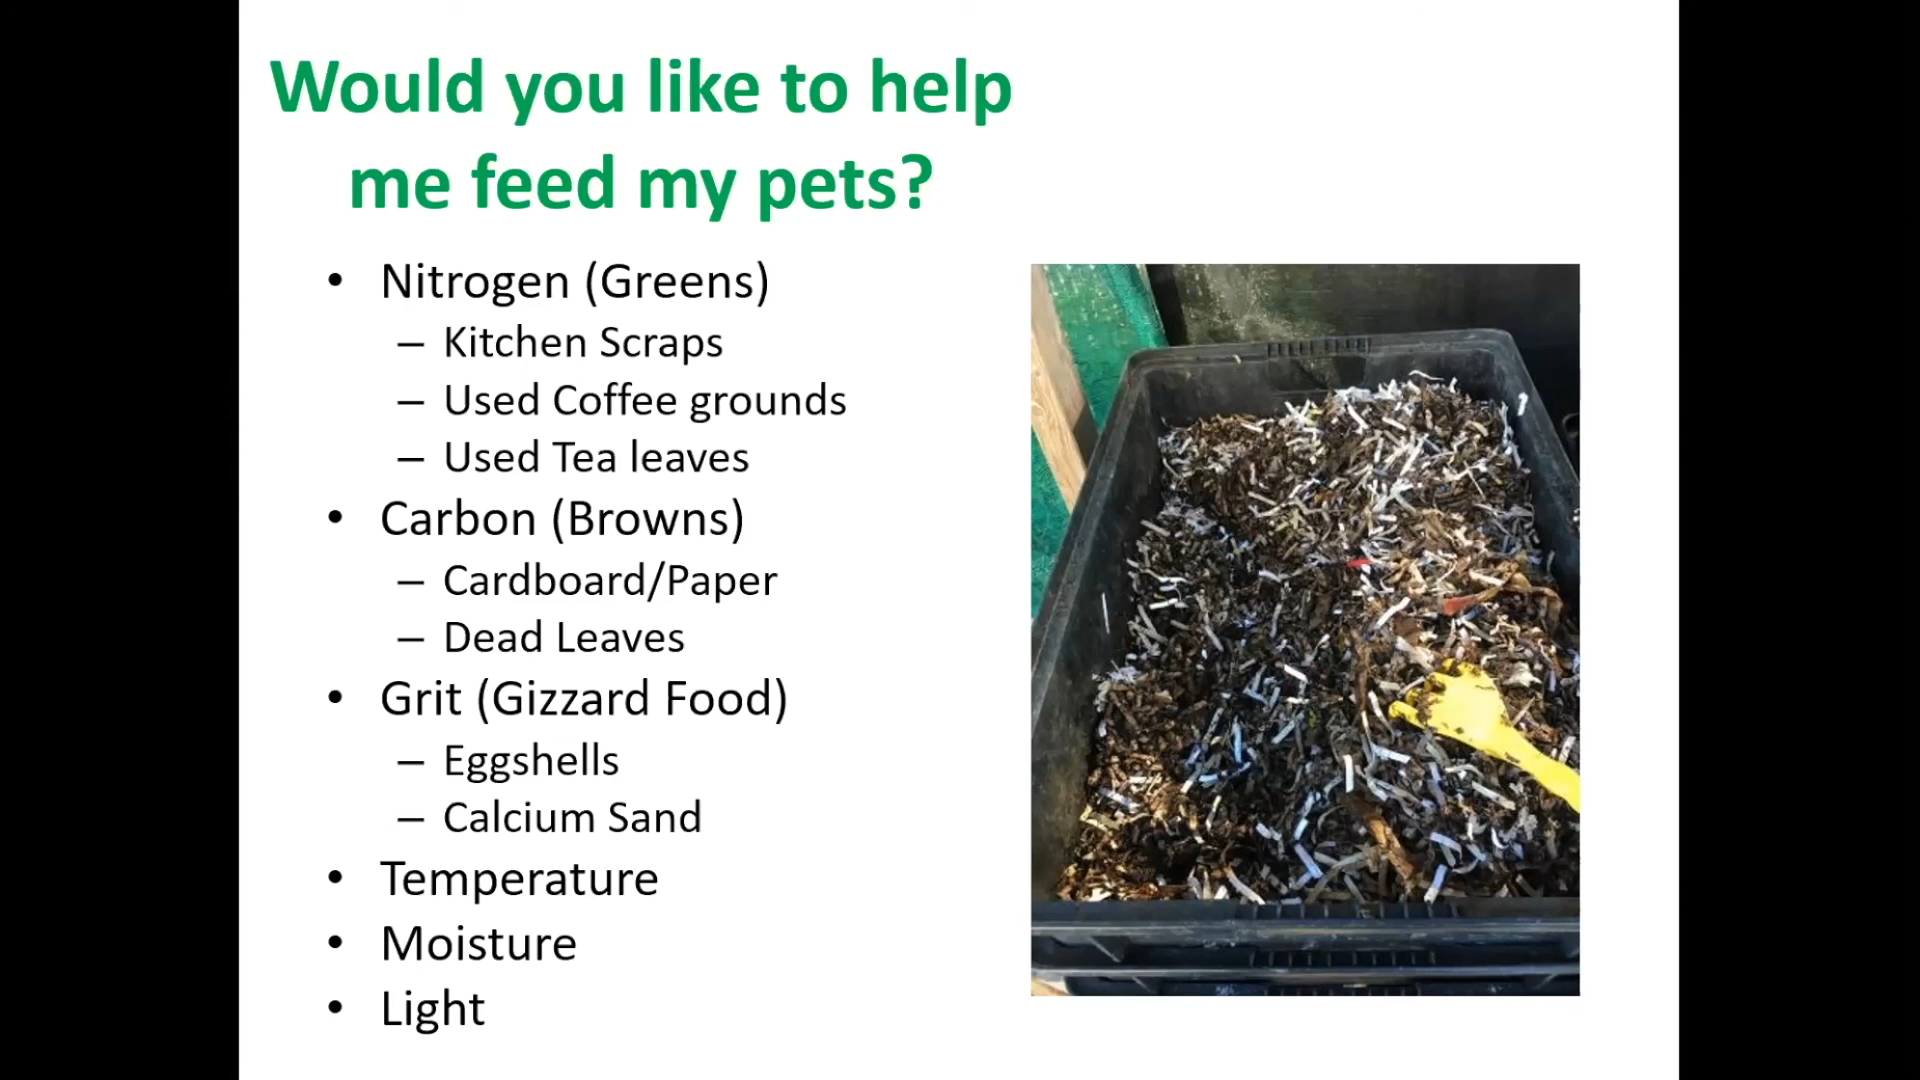 Would you like to help
me feed my pets?
• Nitrogen (Greens)
– Kitchen Scraps
– Used Coffee grounds
– Used Tea leaves
• Carbon (Browns)
– Cardboard/Paper
– Dead Leaves
• Grit (Gizzard Food)
– Eggshells
– Calcium Sand
• Temperature
• Moisture
• Light